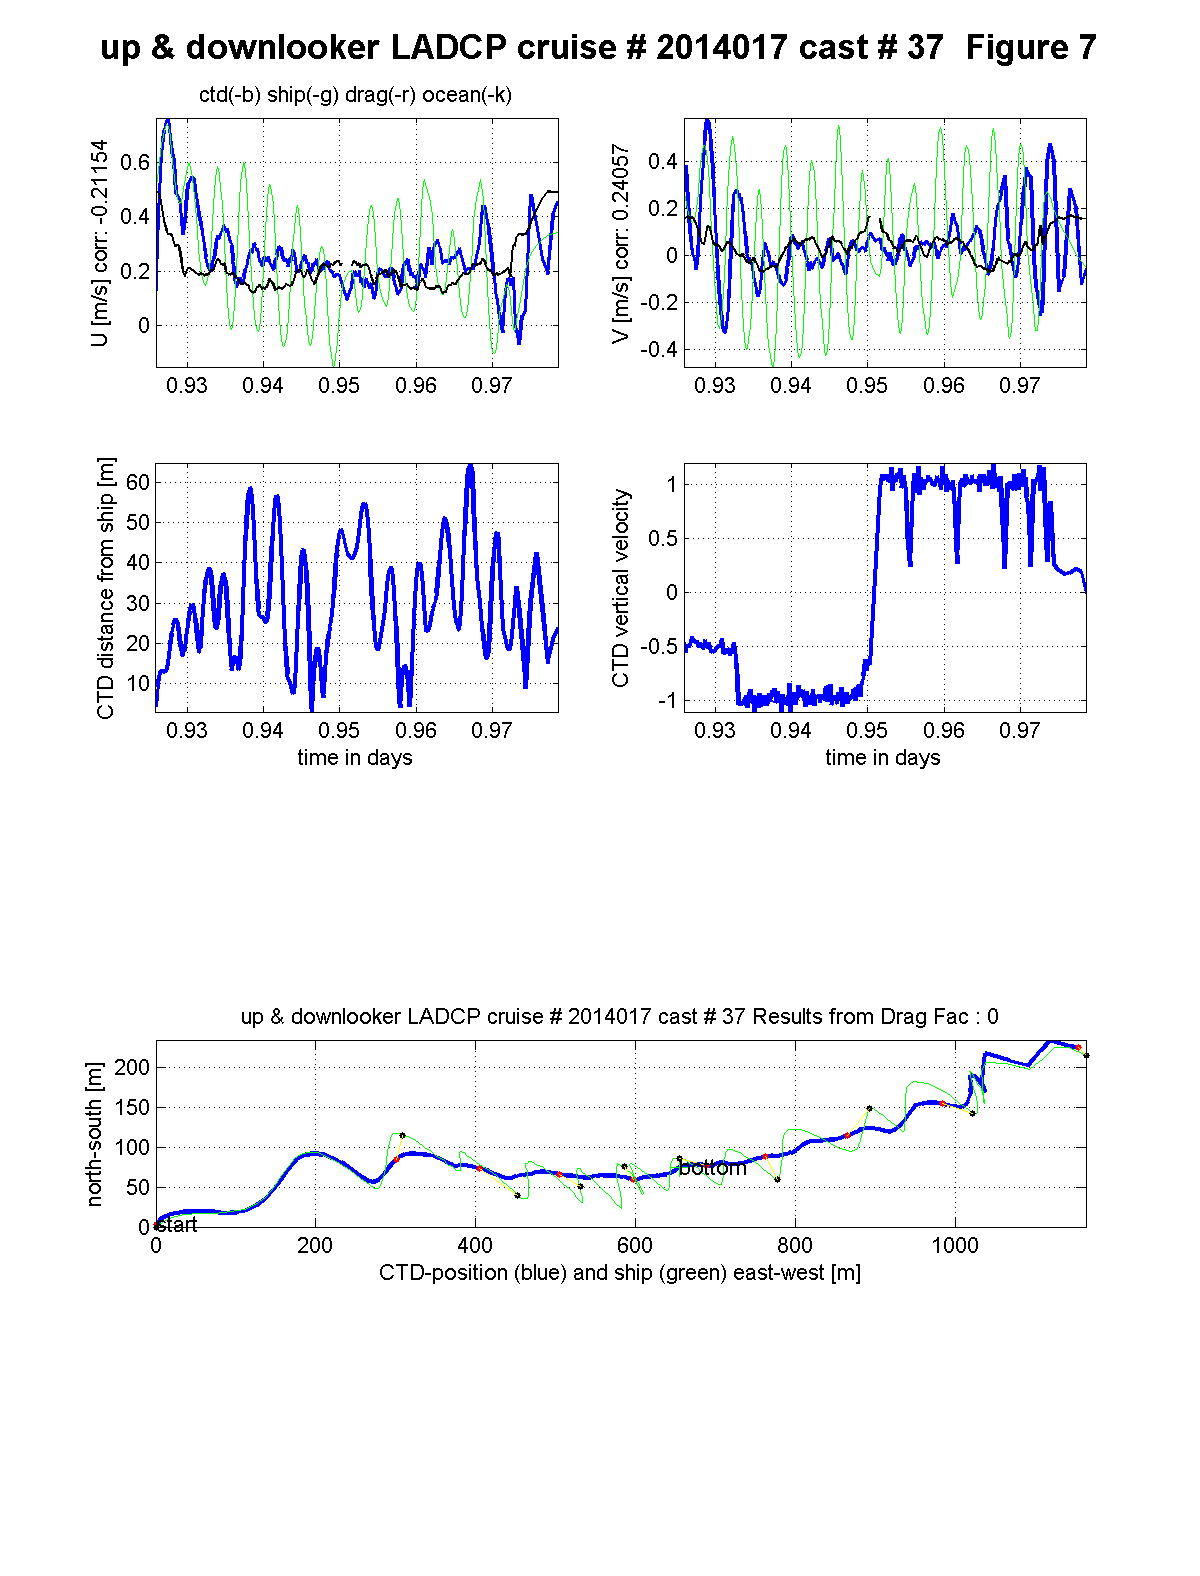 up & downlooker LADCP cruise # 2014017 cast # 37 Figure 7
ctd(-b) ship(-g) drag(-r) ocean(-k)
U [m/s] corr: -0.21154
0.6
0.4
0.2
0
0.93 0.94 0.95 0.96 0.97
V [m/s] corr: 0.24057
0.4
0.2
0
-0.2
-0.4
0.93 0.94 0.95 0.96 0.97
CTD distance from ship [m]
60
50
40
30
20
10
0.93 0.94 0.95 0.96 0.97
time in days
CTD vertical velocity
1
0.5
0
-0.5
-1
0.93 0.94 0.95 0.96 0.97
time in days
up & downlooker LADCP cruise # 2014017 cast # 37 Results from Drag Fac : 0
north-south [m]
200
150
100
50
0
start
bottom
0 200 400 600 800 1000
CTD-position (blue) and ship (green) east-west [m]